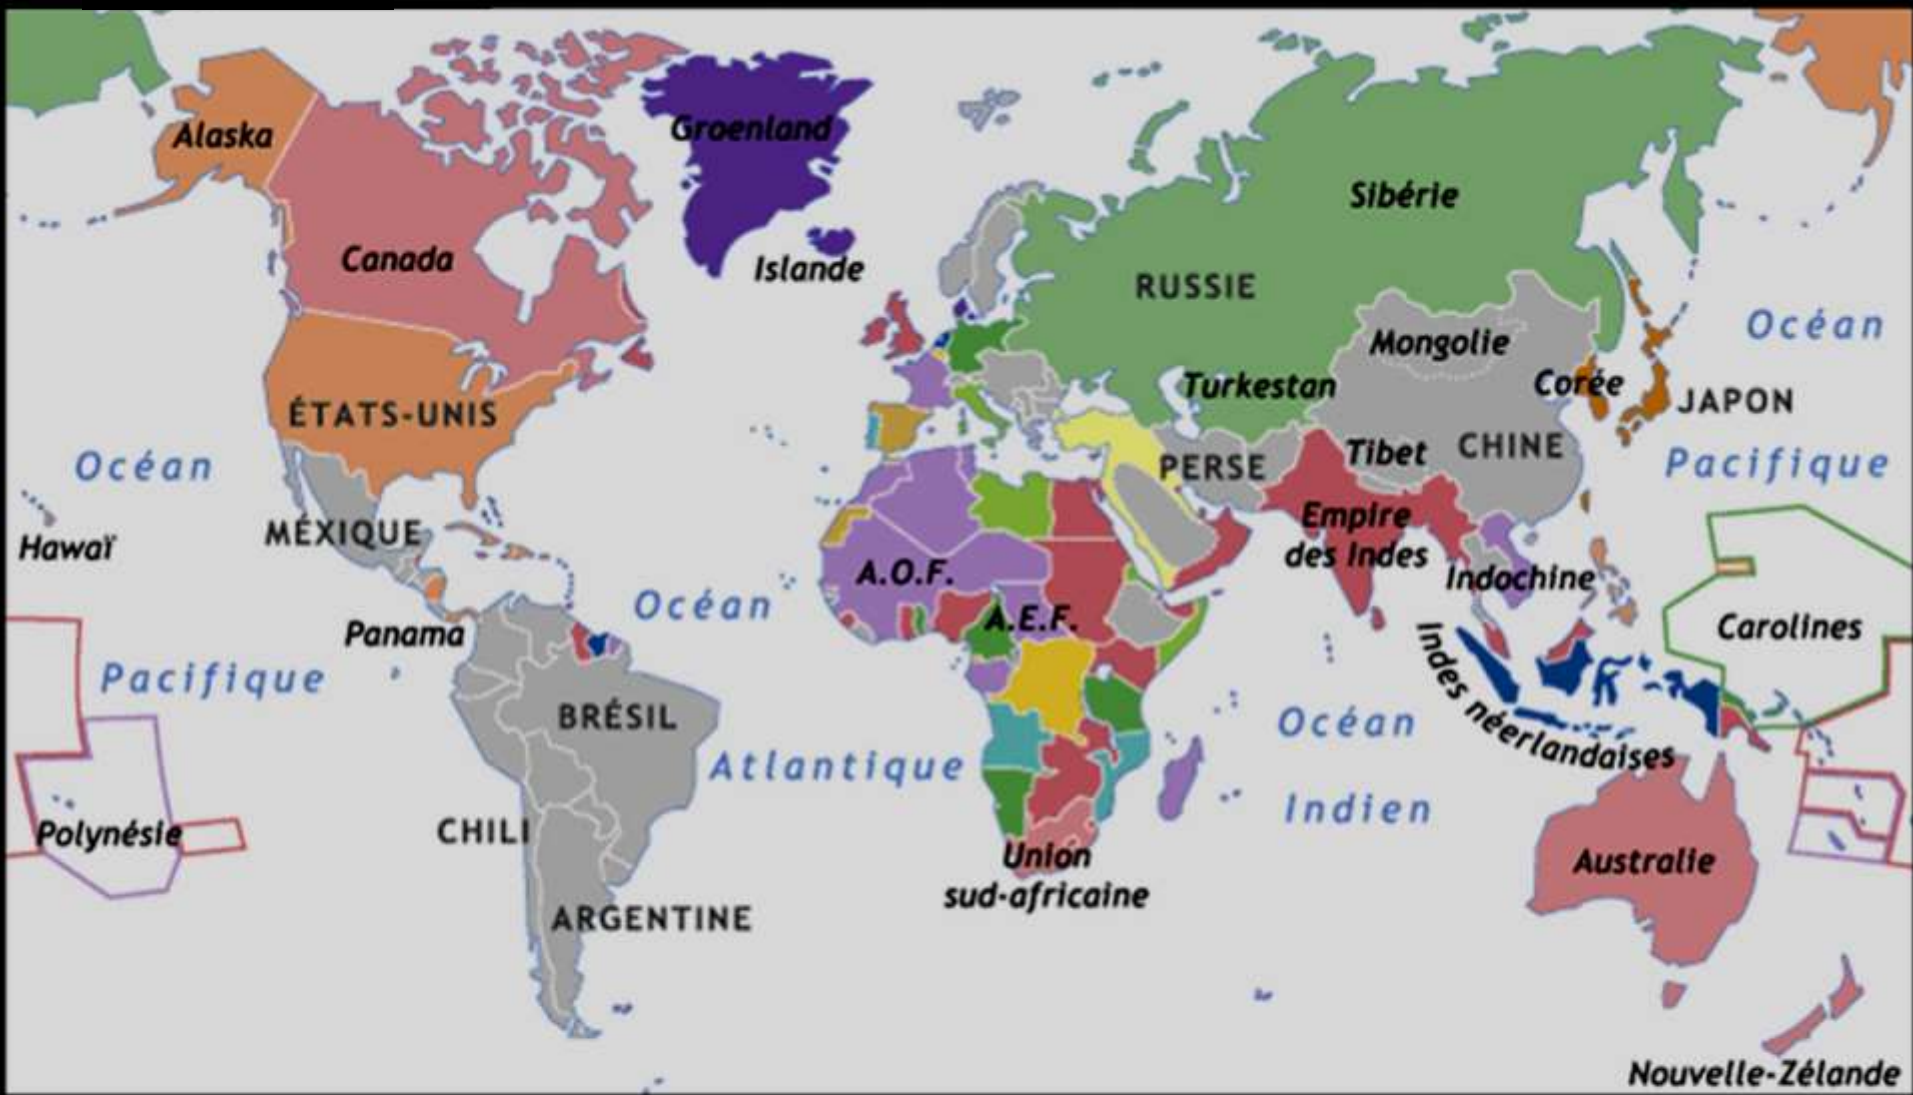 Alaska
Groenland
Sibérie
Canada
Islande
RUSSIE
Océan
Mongolie
Turkestan
Corée
JAPON
ÉTATS-UNIS
Océan
PERSE
Tibet
CHINE
Pacifique
Hawaï
MÉXIQUE
Empire
des Indes
A.O.F.
Indochine
Océan
A.E.F.
Panama
Carolines
Pacifique
BRÉSIL
Océan
Indes néerlandaises
Atlantique
Indien
Polynésie
CHILI
Union
sud-africaine
Australie
ARGENTINE
Nouvelle-Zélande